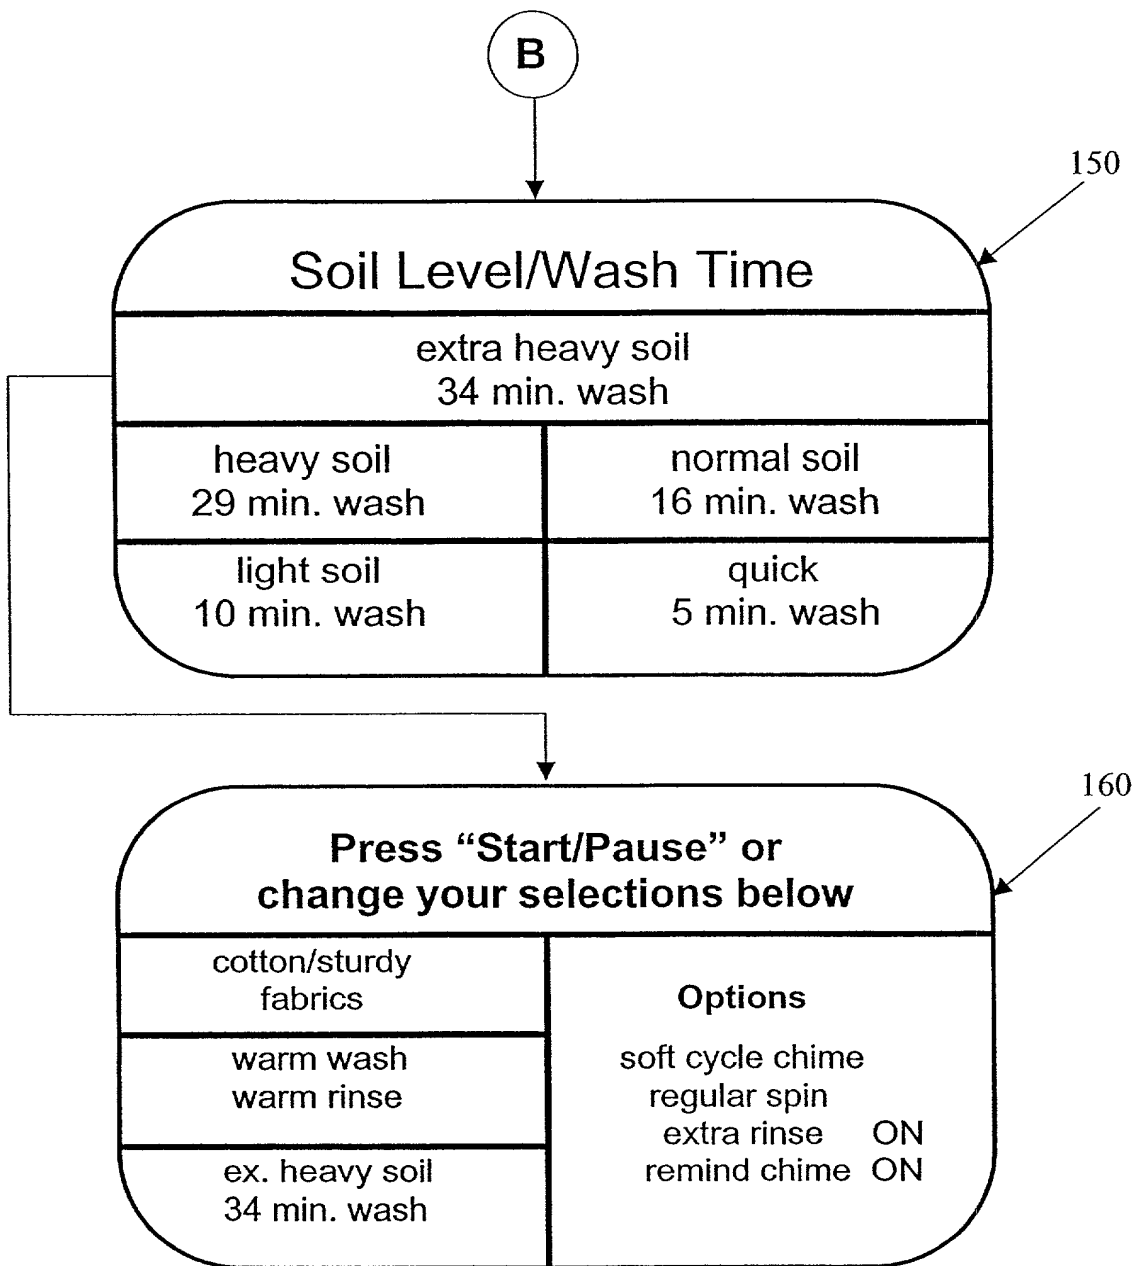 B
150
Soil Level/Wash Time
extra heavy soil
34 min. wash
heavy soil
29 min. wash
normal soil
16 min. wash
light soil
10 min. wash
quick
5 min. wash
160
Press “Start/Pause” or
change your selections below
cotton/sturdy
fabrics
warm wash
warm rinse
ex. heavy soil
34 min. wash
Options
soft cycle chime
regular spin
extra rinse ON
remind chime ON